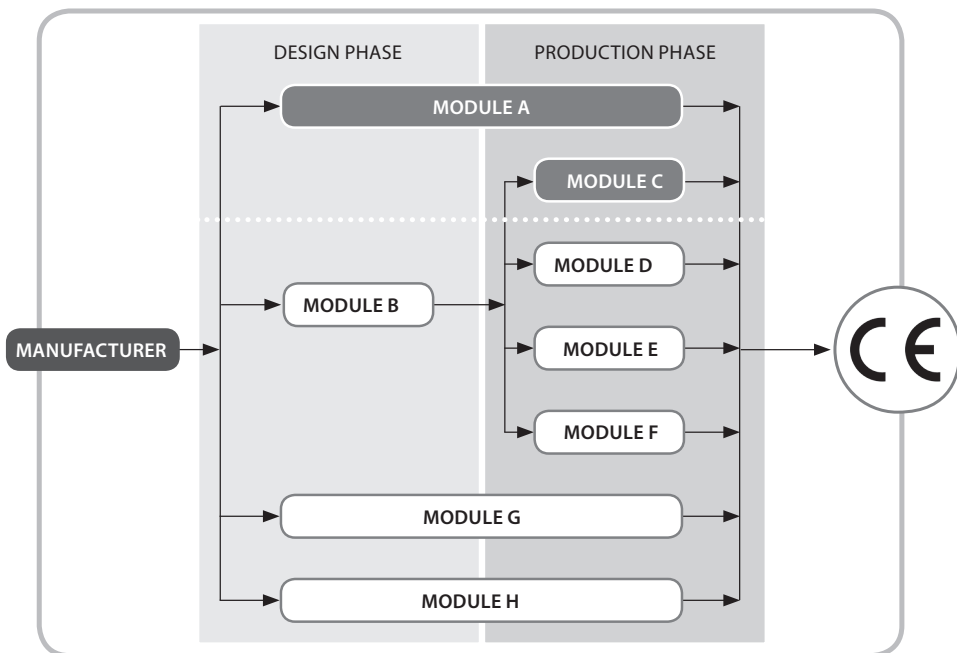 DESIGN PHASE
PRODUCTION PHASE
MODULE A
MODULE C
MODULE D
MODULE B
MODULE E
MANUFACTURER
MODULE F
MODULE G
MODULE H
CE